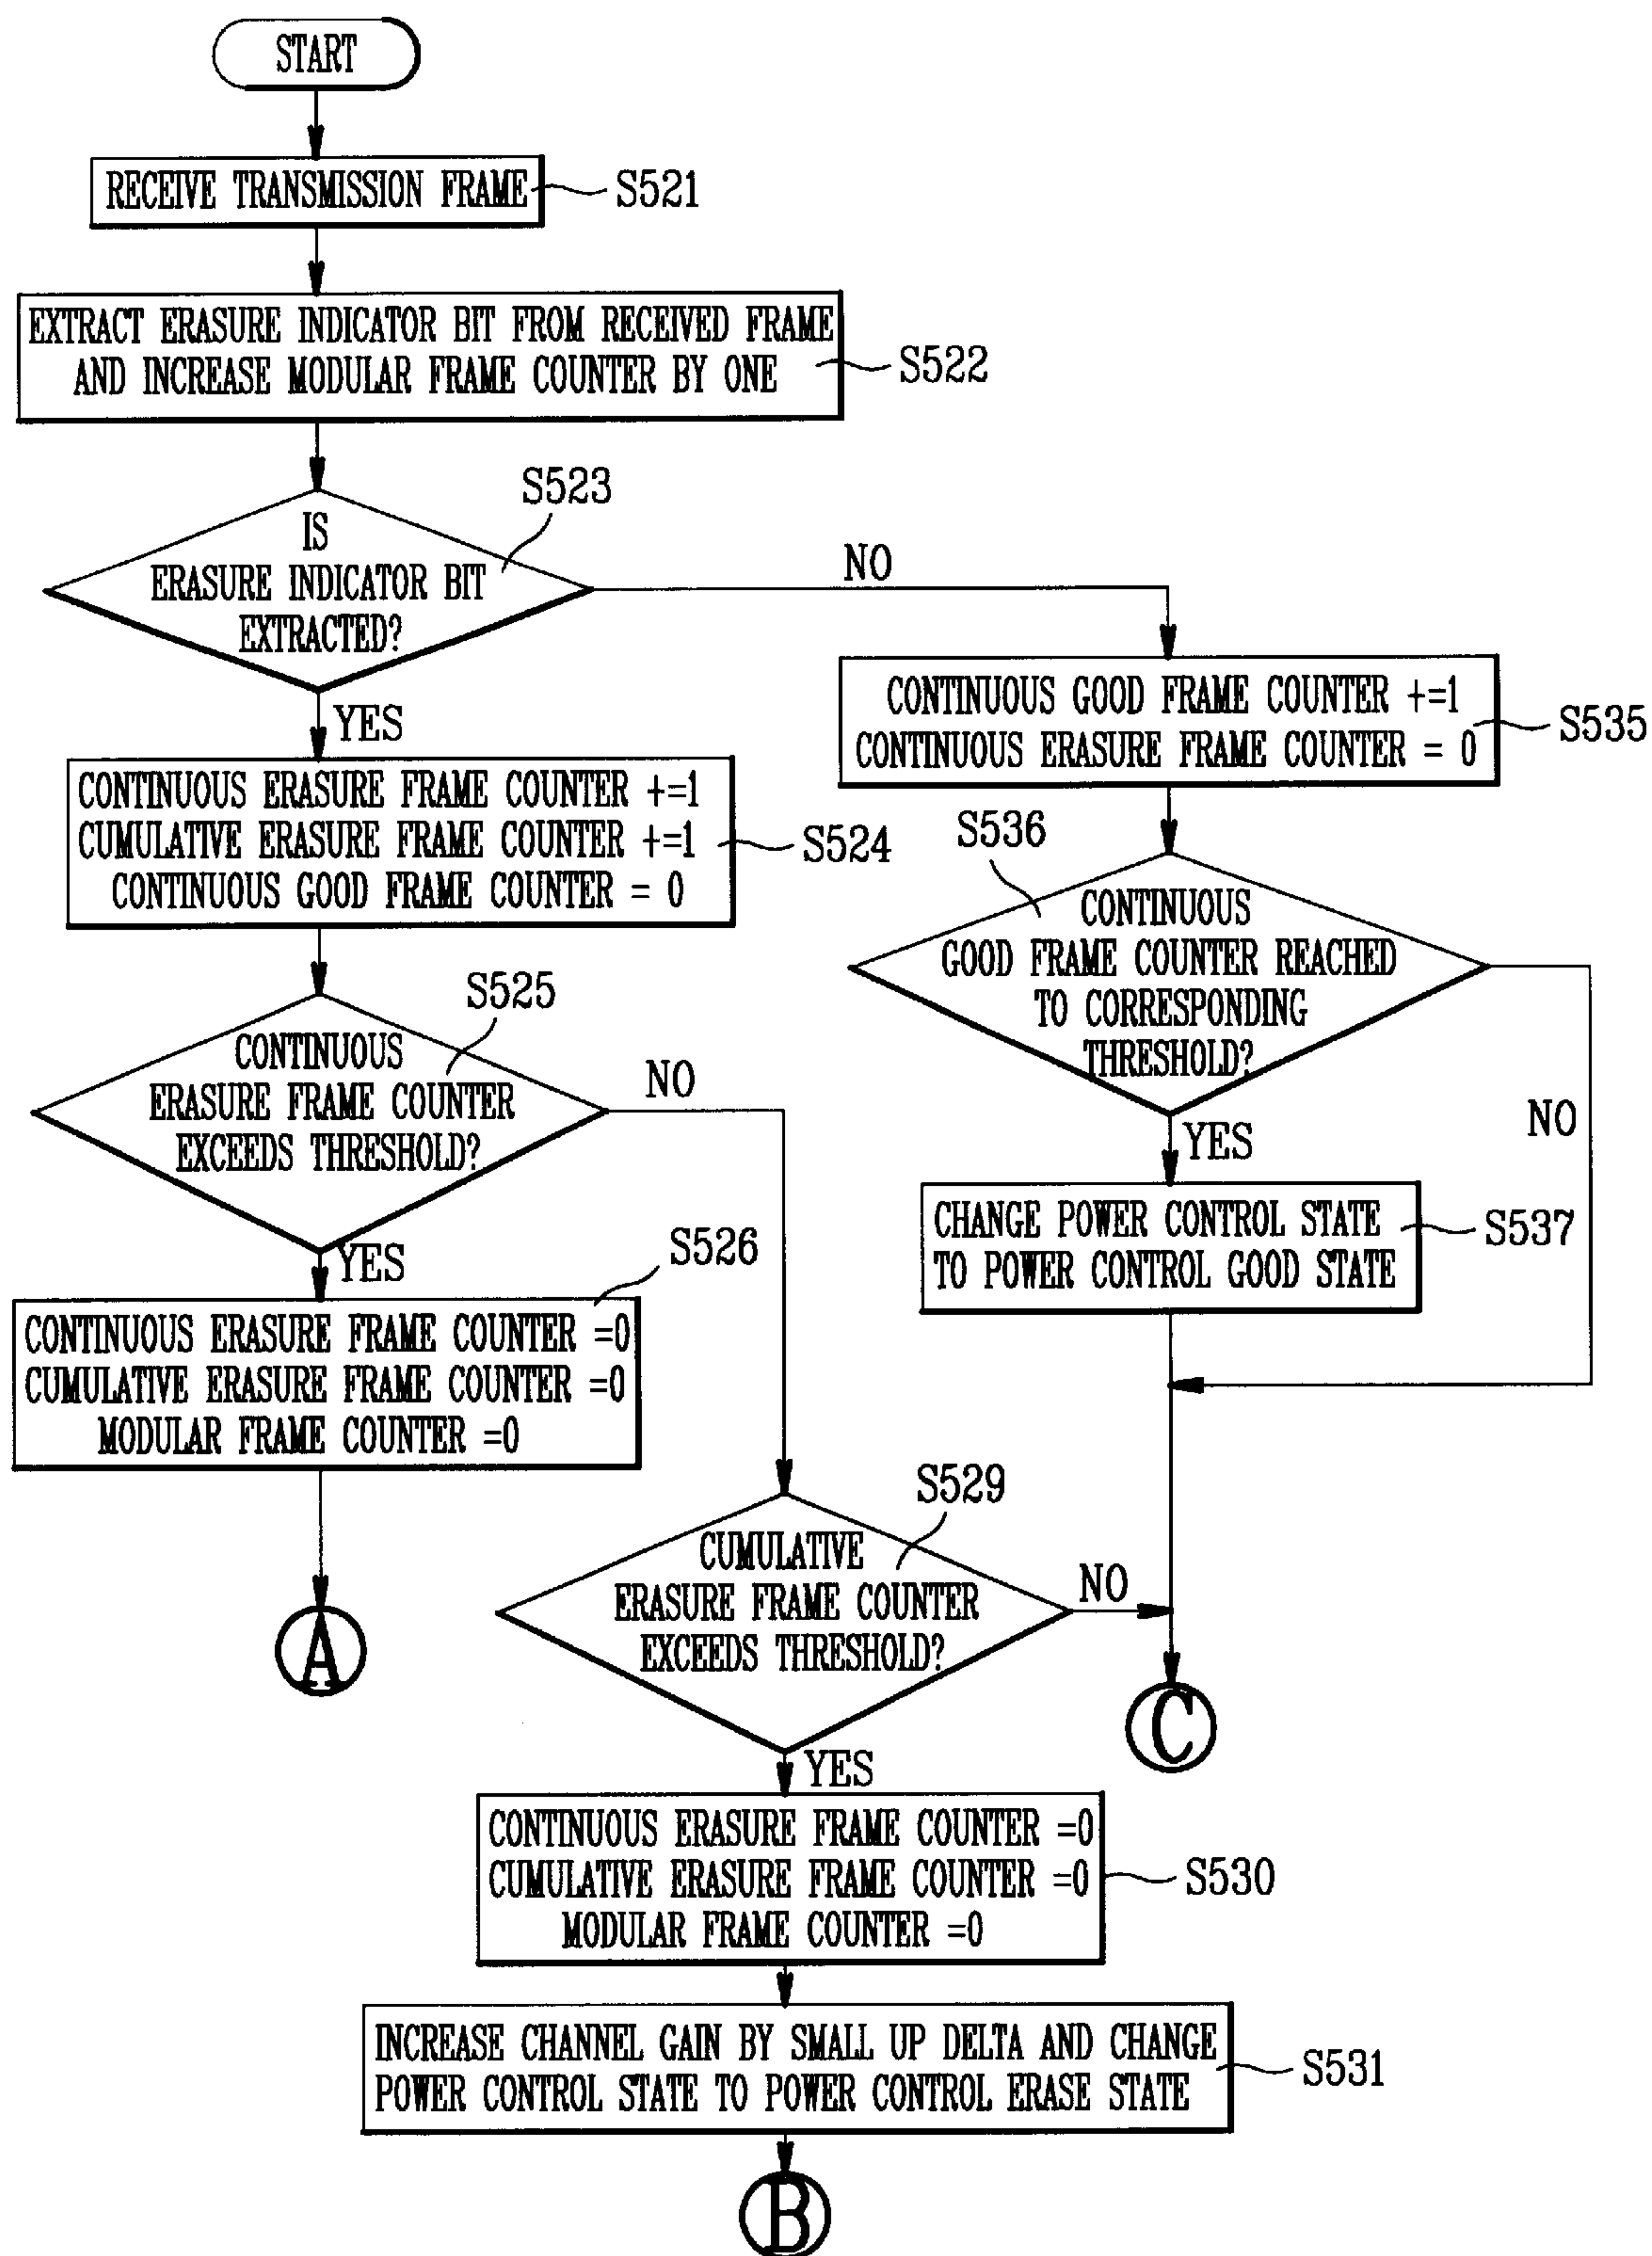 START
RECEIVE TRANSMISSION FRAME
S521
EXTRACT ERASURE INDICATOR BIT FROM RECEIVED FRAME
AND INCREASE MODULAR FRAME COUNTER BY ONE
S522
S523
IS
ERASURE INDICATOR BIT
EXTRACTED?
NO
YES
CONTINUOUS ERASURE FRAME COUNTER +=1
CUMULATIVE ERASURE FRAME COUNTER +=1
CONTINUOUS GOOD FRAME COUNTER = 0
S524
CONTINUOUS GOOD FRAME COUNTER +=1
CONTINUOUS ERASURE FRAME COUNTER = 0
S535
S536
CONTINUOUS
GOOD FRAME COUNTER REACHED
TO CORRESPONDING
THRESHOLD?
NO
YES
CHANGE POWER CONTROL STATE
TO POWER CONTROL GOOD STATE
S537
S525
CONTINUOUS
ERASURE FRAME COUNTER
EXCEEDS THRESHOLD?
NO
YES
S526
CONTINUOUS ERASURE FRAME COUNTER =0
CUMULATIVE ERASURE FRAME COUNTER =0
MODULAR FRAME COUNTER =0
A
S529
CUMULATIVE
ERASURE FRAME COUNTER
EXCEEDS THRESHOLD?
NO
C
YES
CONTINUOUS ERASURE FRAME COUNTER =0
CUMULATIVE ERASURE FRAME COUNTER =0
MODULAR FRAME COUNTER =0
S530
INCREASE CHANNEL GAIN BY SMALL UP DELTA AND CHANGE
POWER CONTROL STATE TO POWER CONTROL ERASE STATE
S531
B